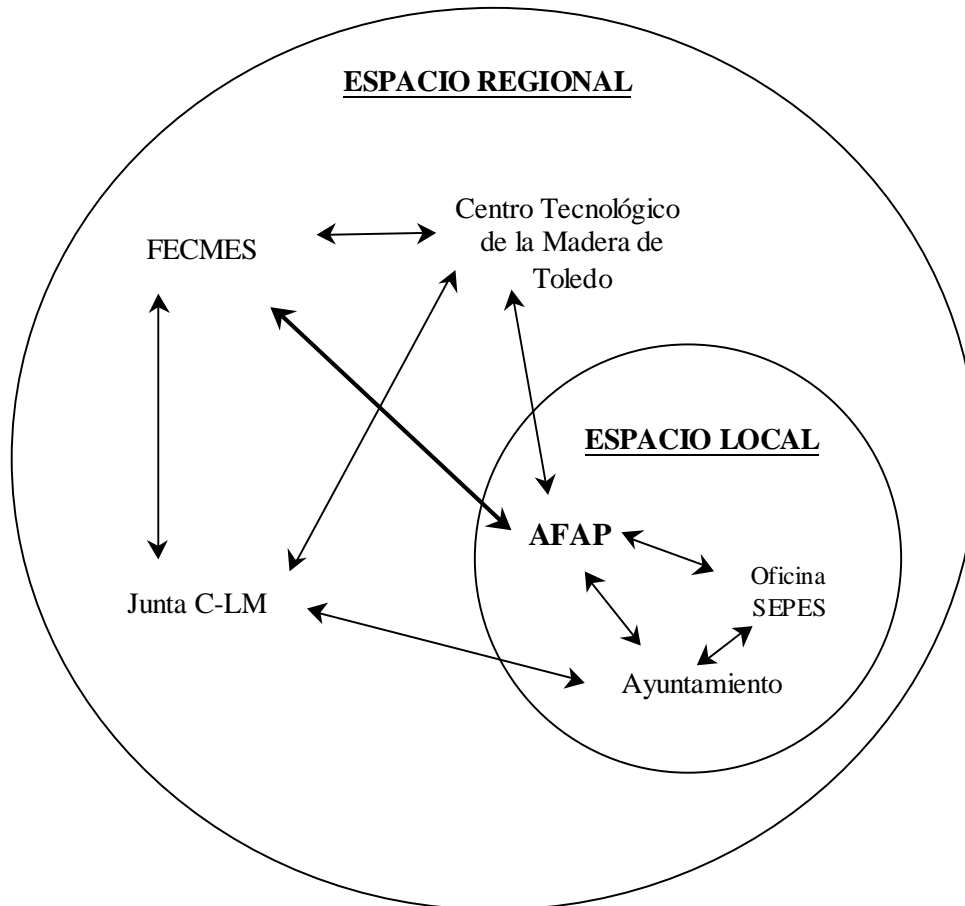 ESPACIO REGIONAL
Centro Tecnológico
de la Madera de
Toledo
FECMES
ESPACIO LOCAL
AFAP
Oficina
SEPES
Junta C-LM
Ayuntamiento